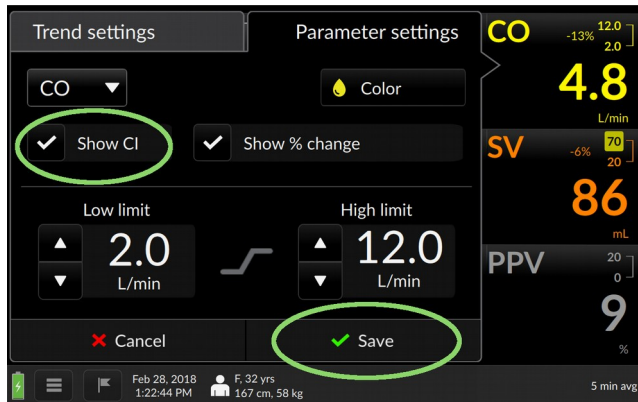 Trend settings
Parameter settings
CO
Color
Show CI
Show % change
Low limit
High limit
2.0
L/min
12.0
L/min
Cancel
Save
CO
-13%
12.0
2.0
4.8
L/min
SV
-6%
70
20
86
mL
PPV
20
0
9
%
Feb 28, 2018
1:22:44 PM
F, 32 yrs
167 cm, 58 kg
5 min avg